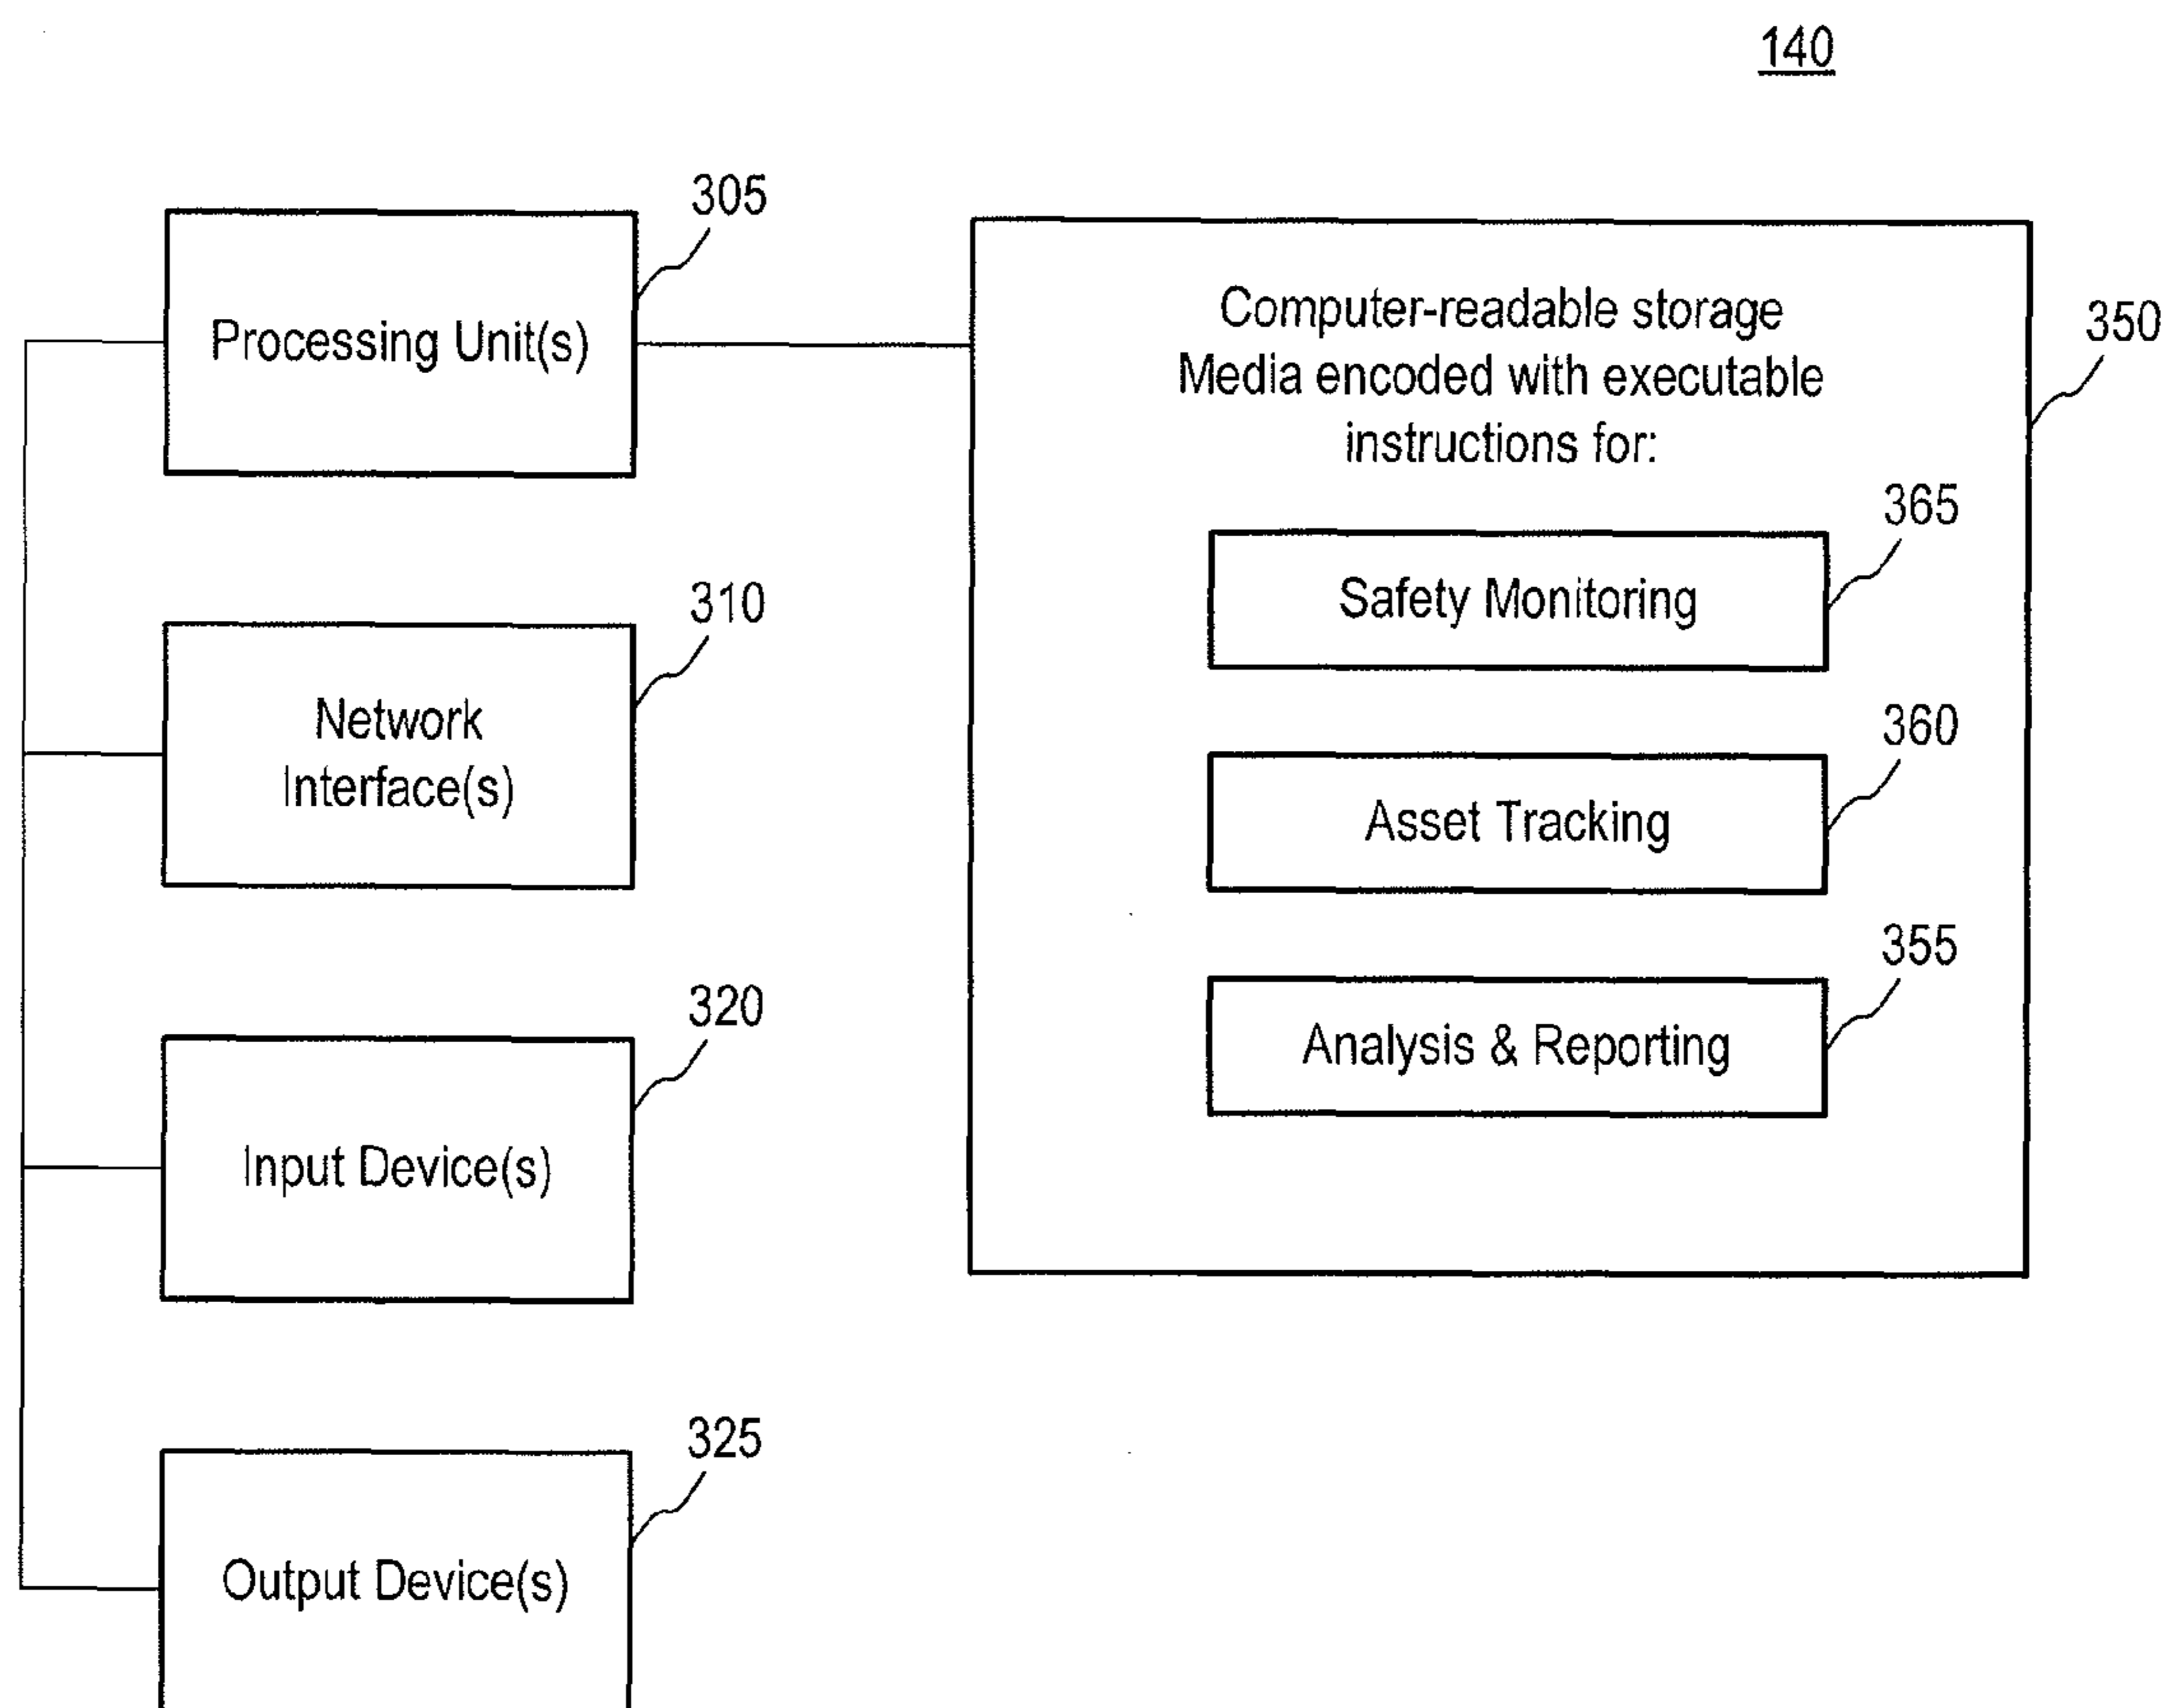 140
305
Processing Unit(s)
310
Network
Interface(s)
320
Input Device(s)
325
Output Device(s)
350
Computer-readable storage
Media encoded with executable
instructions for:
365
Safety Monitoring
360
Asset Tracking
355
Analysis & Reporting